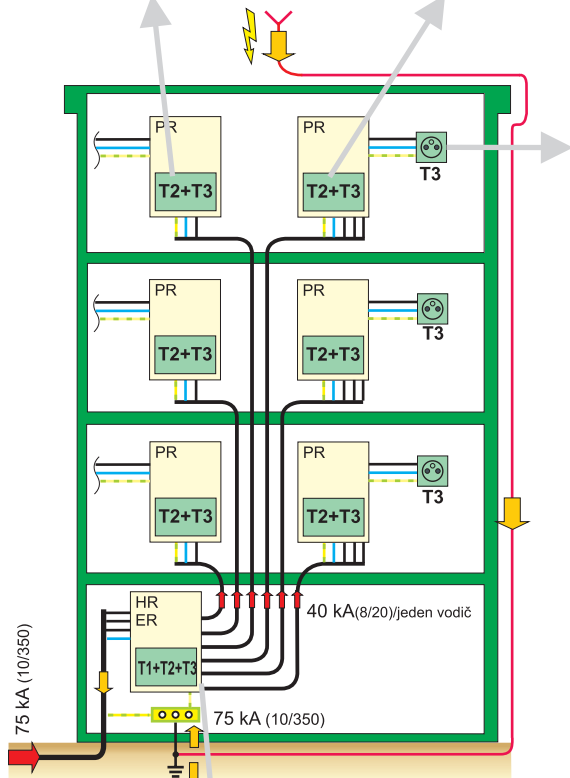 PR
PR
T2+T3
T2+T3
T3
PR
PR
T2+T3
T2+T3
T3
PR
PR
T2+T3
T2+T3
T3
HR
ER
T1+T2+T3
40 kA(8/20)/jeden vodič
75 kA (10/350)
75 kA (10/350)